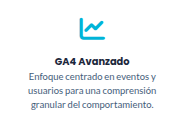 GA4 Avanzado
Enfoque centrado en eventos y
usuarios para una comprensión
granular del comportamiento.